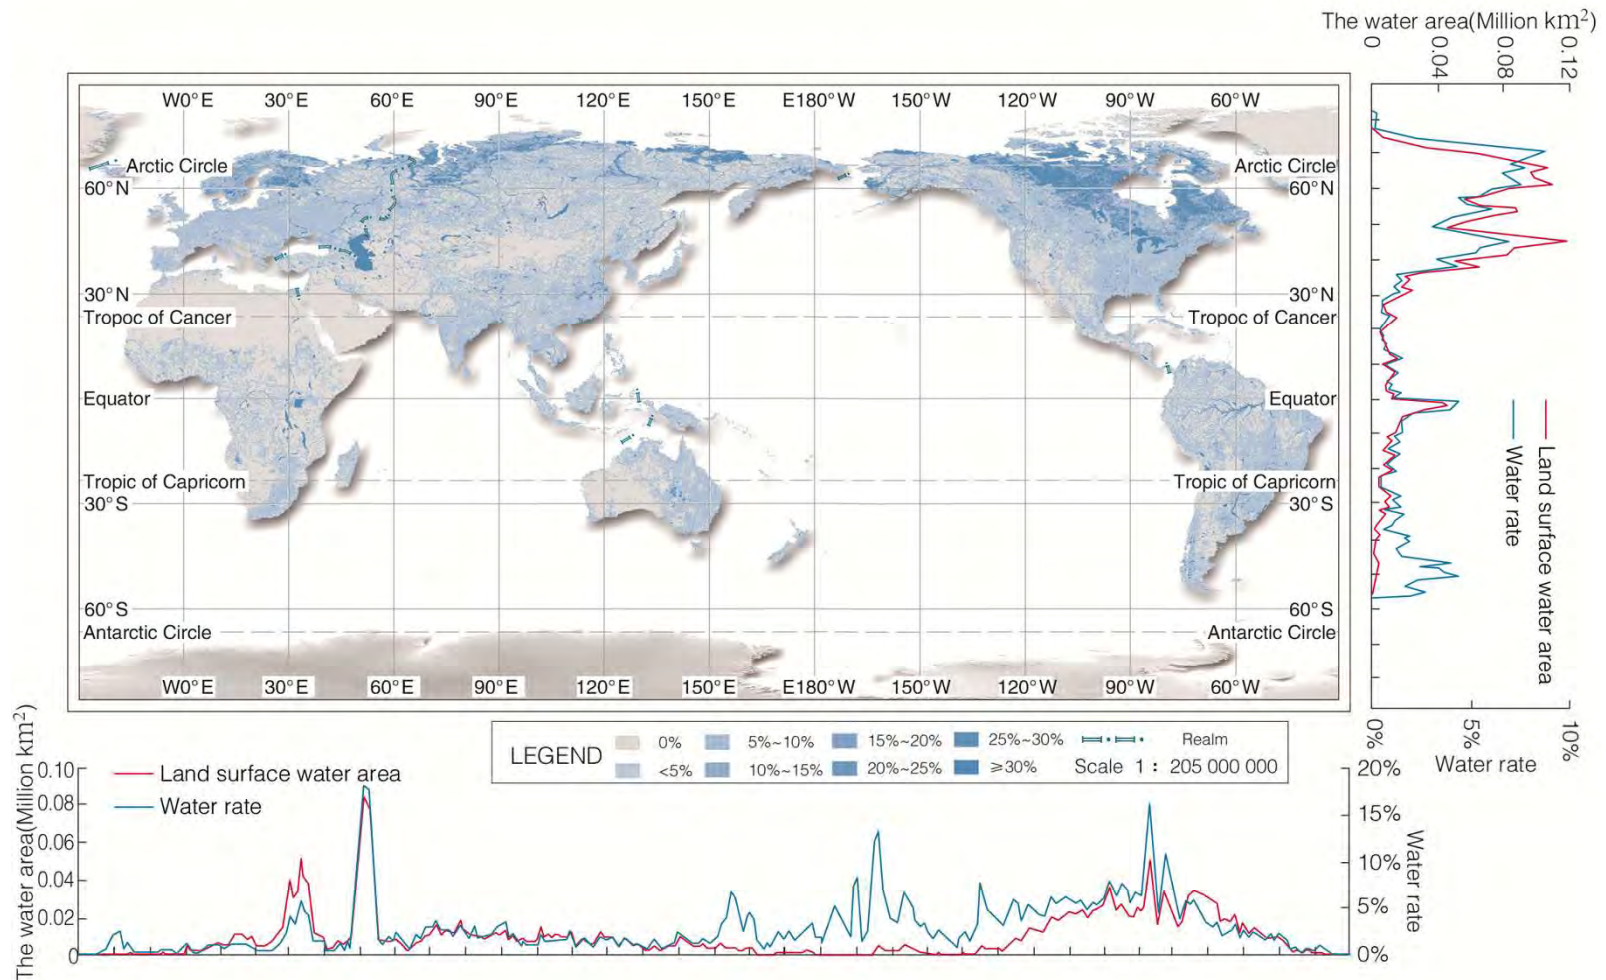 The water area(Million km²)
0 0.04 0.08 0.12
W0°E 30°E 60°E 90°E 120°E 150°E E180°W 150°W 120°W 90°W 60°W
Arctic Circle Arctic Circle
60°N 60°N
30°N 30°N
Tropoc of Cancer Tropoc of Cancer
Equator Equator
Tropic of Capricorn Tropic of Capricorn
30°S 30°S
60°S 60°S
Antarctic Circle Antarctic Circle
W0°E 30°E 60°E 90°E 120°E 150°E E180°W 150°W 120°W 90°W 60°W
Land surface water area
Water rate
0% 5% 10%
Water rate
LEGEND
0% 5%~10% 15%~20% 25%~30% Realm
<5% 10%~15% 20%~25% ≥30% Scale 1 : 205 000 000
The water area(Million km²)
0.10
0.08
0.06
0.04
0.02
0
Land surface water area
Water rate
20%
15%
10%
5%
0%
Water rate